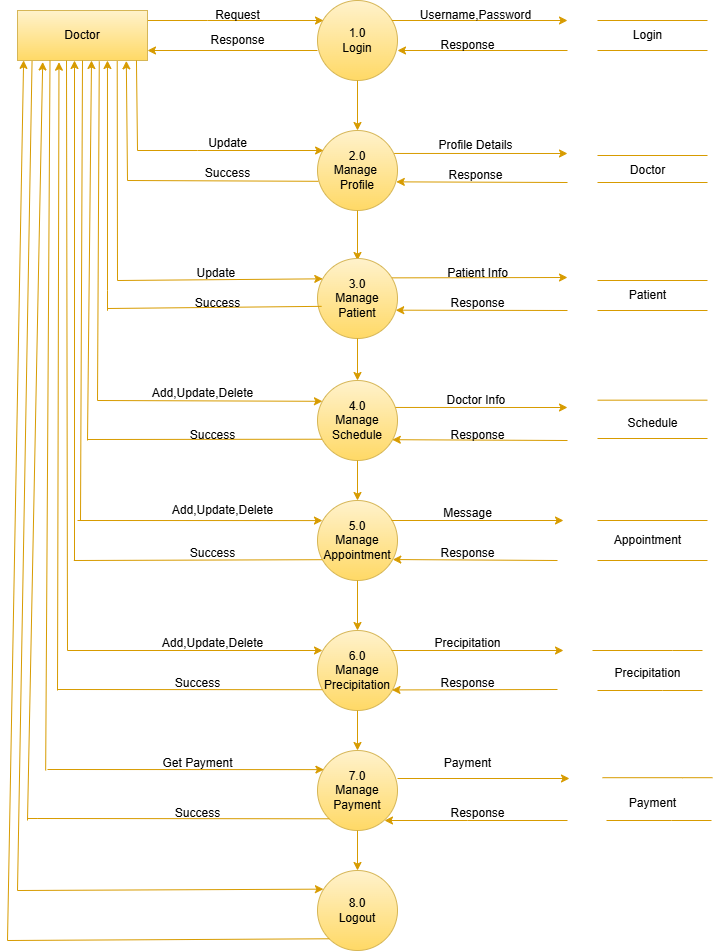 Doctor
Request
Response
1.0
Login
Username,Password
Response
Login
Update
Success
2.0
Manage
Profile
Profile Details
Response
Doctor
Update
Success
3.0
Manage
Patient
Patient Info
Response
Patient
Add,Update,Delete
Success
4.0
Manage
Schedule
Doctor Info
Response
Schedule
Add,Update,Delete
Success
5.0
Manage
Appointment
Message
Response
Appointment
Add,Update,Delete
Success
6.0
Manage
Precipitation
Precipitation
Response
Precipitation
Get Payment
Success
7.0
Manage
Payment
Payment
Response
Payment
8.0
Logout